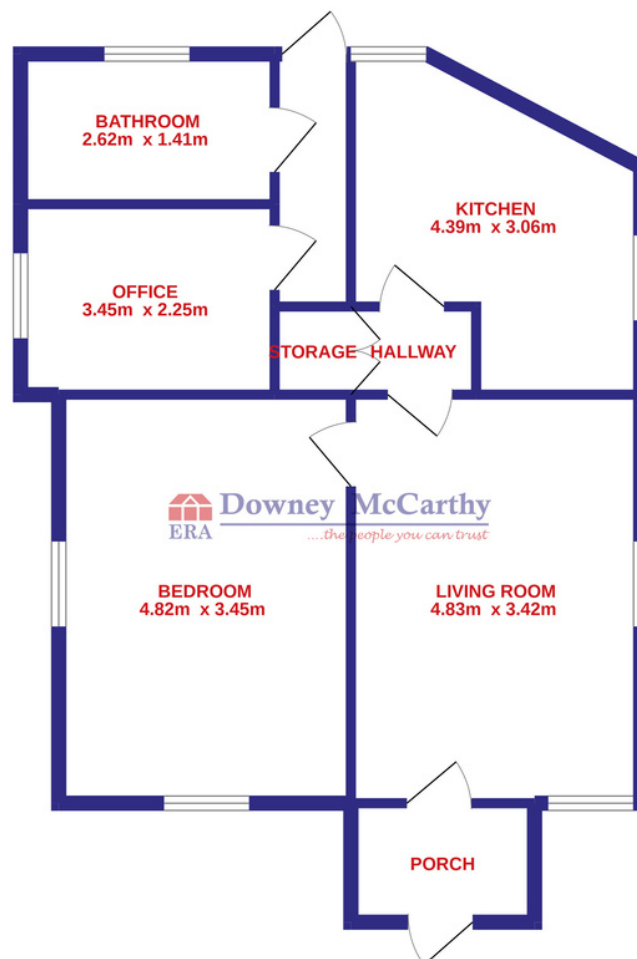 BATHROOM
2.62m x 1.41m
KITCHEN
4.39m x 3.06m
OFFICE
3.45m x 2.25m
STORAGE HALLWAY
ERA Downey McCarthy
....the people you can trust
BEDROOM
4.82m x 3.45m
LIVING ROOM
4.83m x 3.42m
PORCH